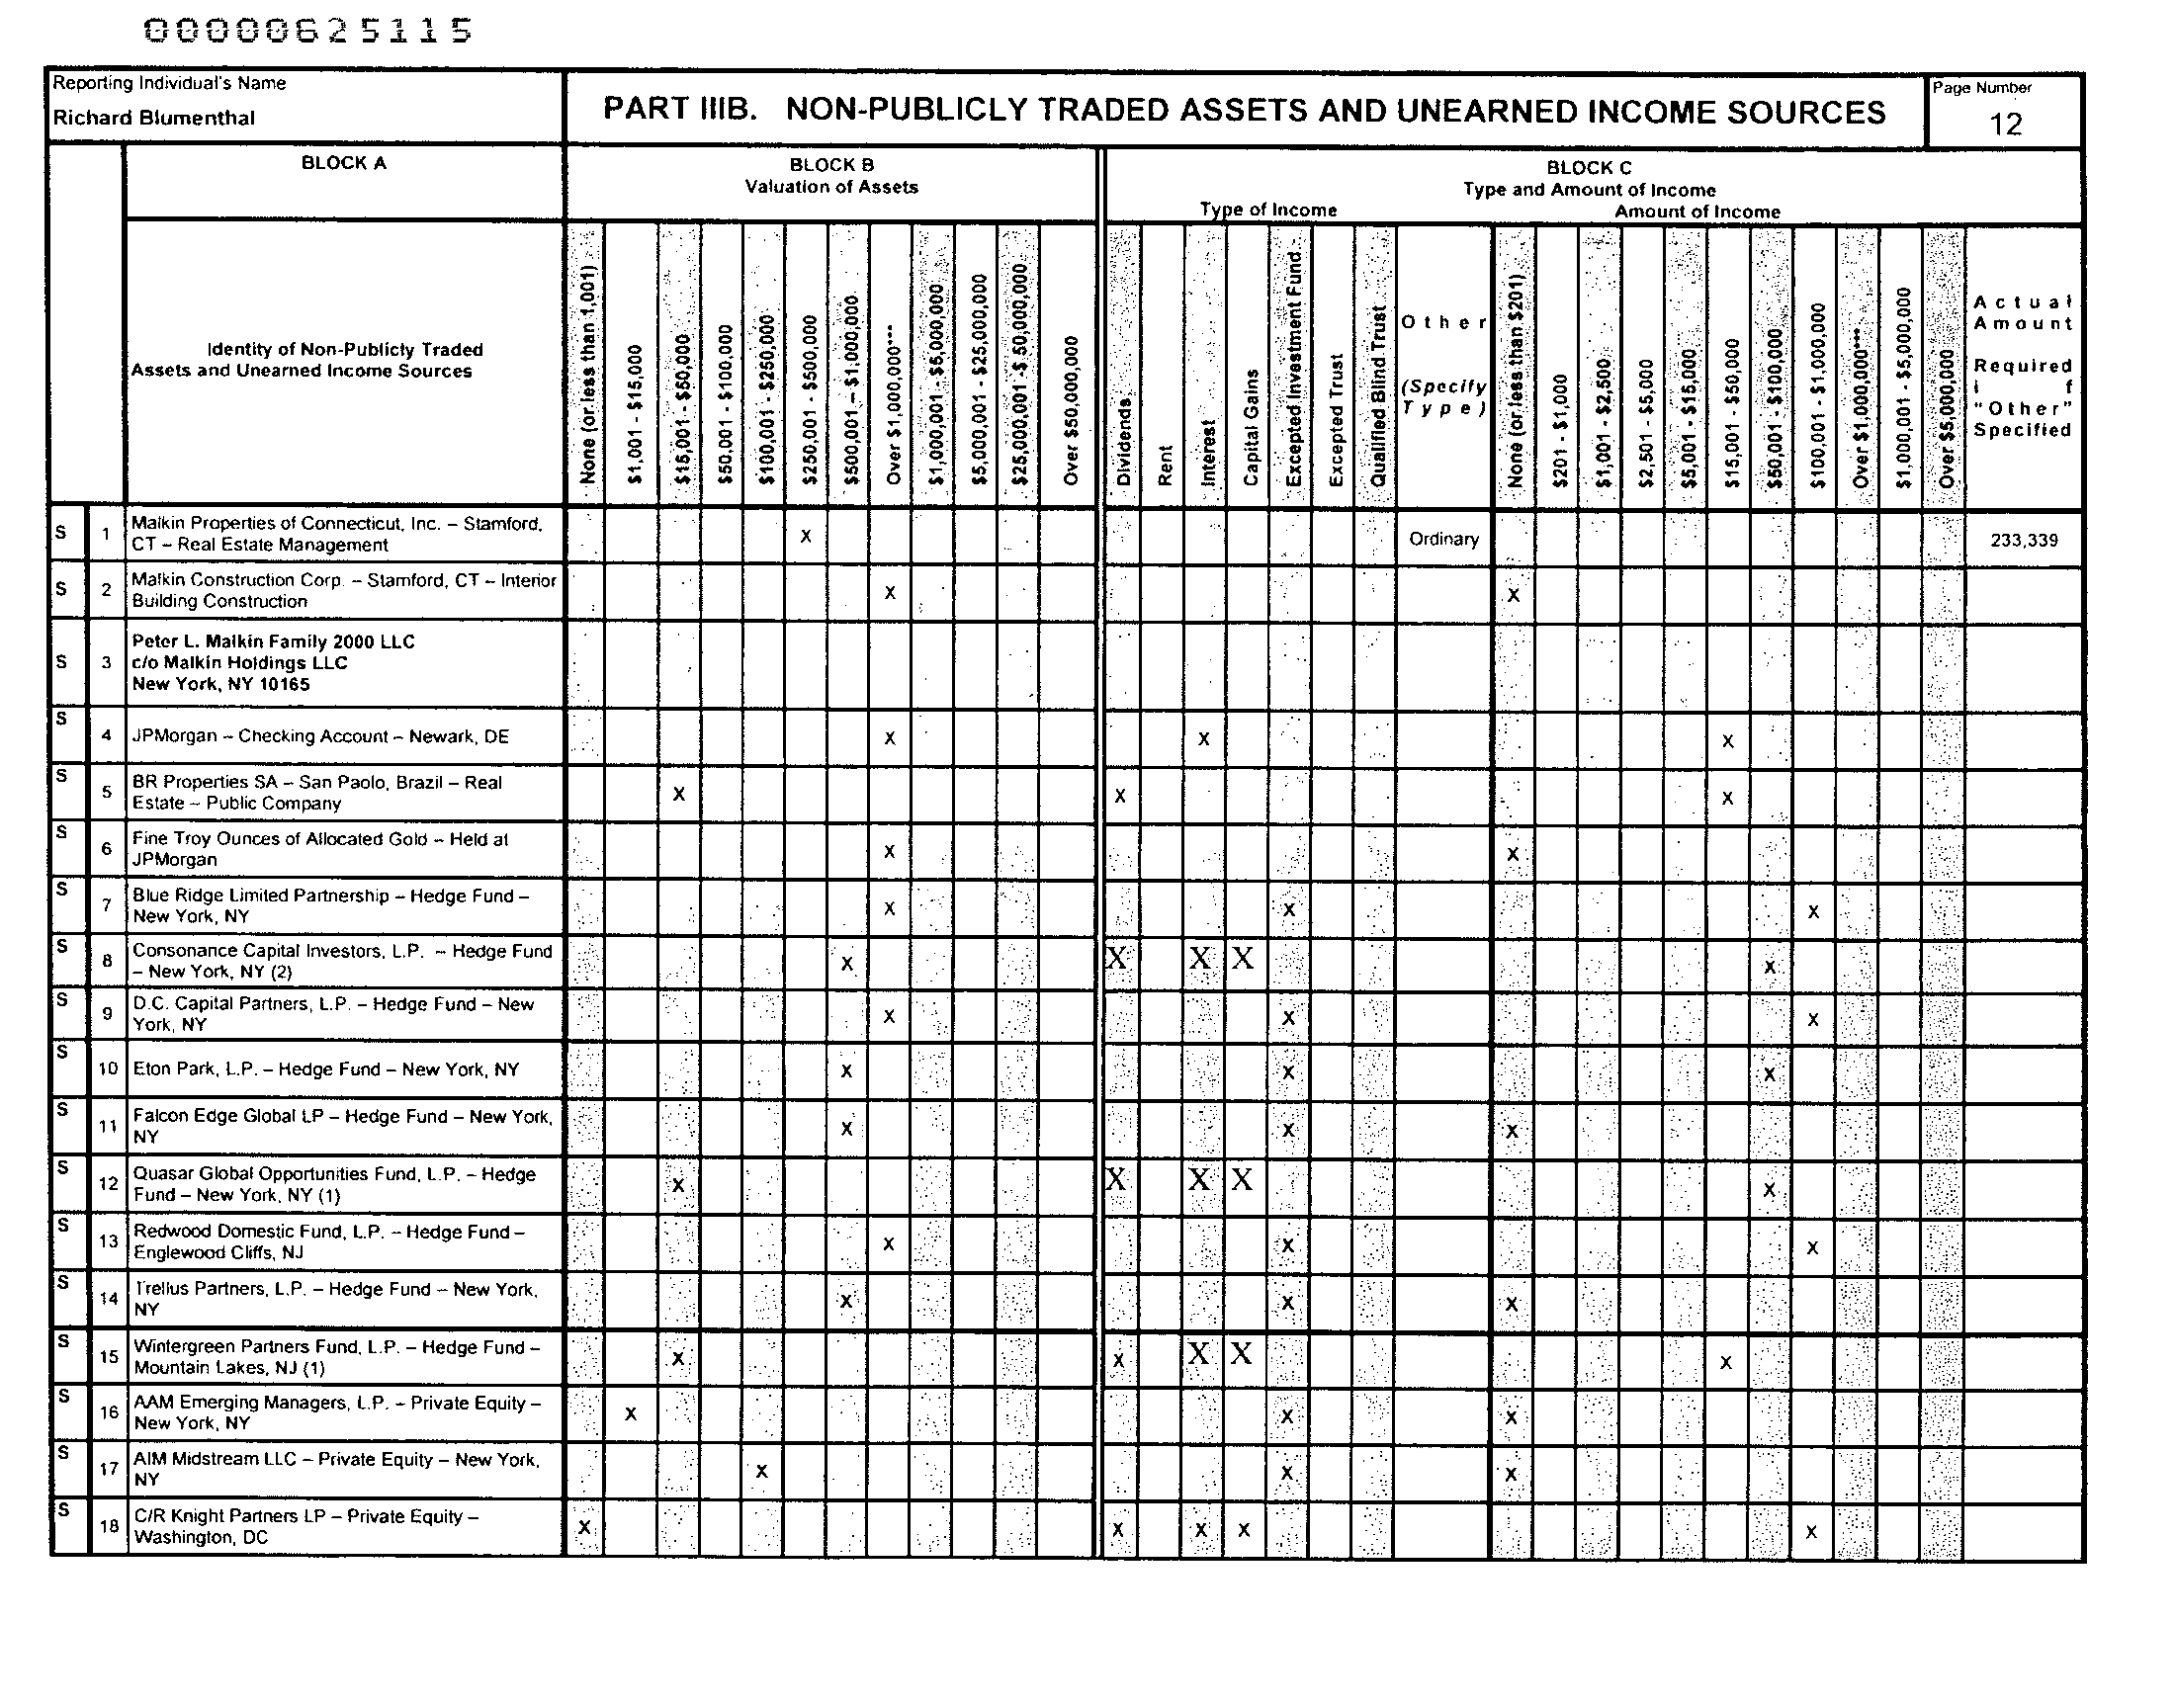 00000625115
Reporting Individual's Name
Richard Blumenthal
PART IIIB. NON-PUBLICLY TRADED ASSETS AND UNEARNED INCOME SOURCES
Page Number
12
BLOCK A
BLOCK B
Valuation of Assets
BLOCK C
Type and Amount of Income
Type of Income
Amount of Income
Identity of Non-Publicly Traded
Assets and Unearned Income Sources
None (or less than 1,001)
$1,001 - $15,000
$15,001 - $50,000
$50,001 - $100,000
$100,001 - $250,000
$250,001 - $500,000
$500,001 – $1,000,000
Over $1,000,000***
$1,000,001 - $5,000,000
$5,000,001 - $25,000,000
$25,000,001 - $ 50,000,000
Over $50,000,000
Dividends
Rent
Interest
Capital Gains
Excepted Investment Fund
Excepted Trust
Qualified Blind Trust
Other
(Specify
Type)
None (or less than $201)
$201 - $1,000
$1,001 - $2,500
$2,501 - $5,000
$5,001 - $15,000
$15,001 - $50,000
$50,001 - $100,000
$100,001 - $1,000,000
Over $1,000,000***
$1,000,001 - $5,000,000
Over $5,000,000
Actual
Amount
Required
i f
"Other"
Specified
S 1 Malkin Properties of Connecticut, Inc. – Stamford,
CT – Real Estate Management X Ordinary 233,339
S 2 Malkin Construction Corp. – Stamford, CT – Interior
Building Construction X X
S 3 Peter L. Malkin Family 2000 LLC
c/o Malkin Holdings LLC
New York, NY 10165
S 4 JPMorgan – Checking Account – Newark, DE X X X
S 5 BR Properties SA – San Paolo, Brazil – Real
Estate – Public Company X X X
S 6 Fine Troy Ounces of Allocated Gold – Held at
JPMorgan X X
S 7 Blue Ridge Limited Partnership – Hedge Fund –
New York, NY X X X
S 8 Consonance Capital Investors, L.P. – Hedge Fund
– New York, NY (2) X X X X X
S 9 D.C. Capital Partners, L.P. – Hedge Fund – New
York, NY X X X
S 10 Eton Park, L.P. – Hedge Fund – New York, NY X X X
S 11 Falcon Edge Global LP – Hedge Fund – New York,
NY X X X
S 12 Quasar Global Opportunities Fund, L.P. – Hedge
Fund – New York, NY (1) X X X X X
S 13 Redwood Domestic Fund, L.P. – Hedge Fund –
Englewood Cliffs, NJ X X X
S 14 Trellus Partners, L.P. – Hedge Fund – New York,
NY X X X
S 15 Wintergreen Partners Fund, L.P. – Hedge Fund –
Mountain Lakes, NJ (1) X X X X X
S 16 AAM Emerging Managers, L.P. – Private Equity –
New York, NY X X X
S 17 AIM Midstream LLC – Private Equity – New York,
NY X X X
S 18 C/R Knight Partners LP – Private Equity –
Washington, DC X X X X X